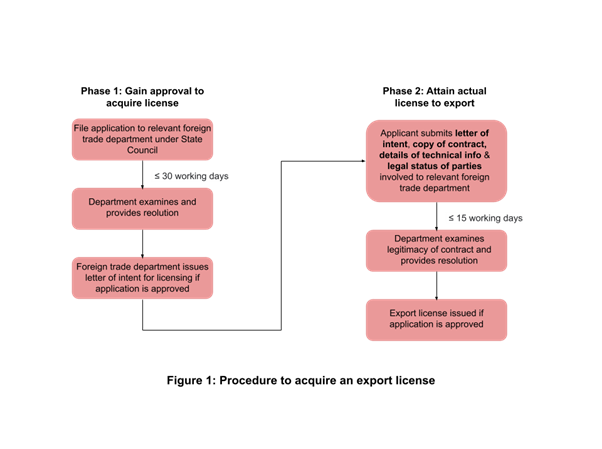 Phase 1: Gain approval to
acquire license
File application to relevant foreign
trade department under State
Council
≤ 30 working days
Department examines and
provides reolution
Foreign trade department issues
letter of intent for licensing if
application is approved
Phase 2: Attain actual
license to export
Applicant submits letter of
intent, copy of contract,
details of technical info &
legal status of parties
involved to relevant foreign
trade department
≤ 15 working days
Department examines
legitimacy of contract and
provides resolution
Export license issued if
application is approved
Figure 1: Procedure to acquire an export license